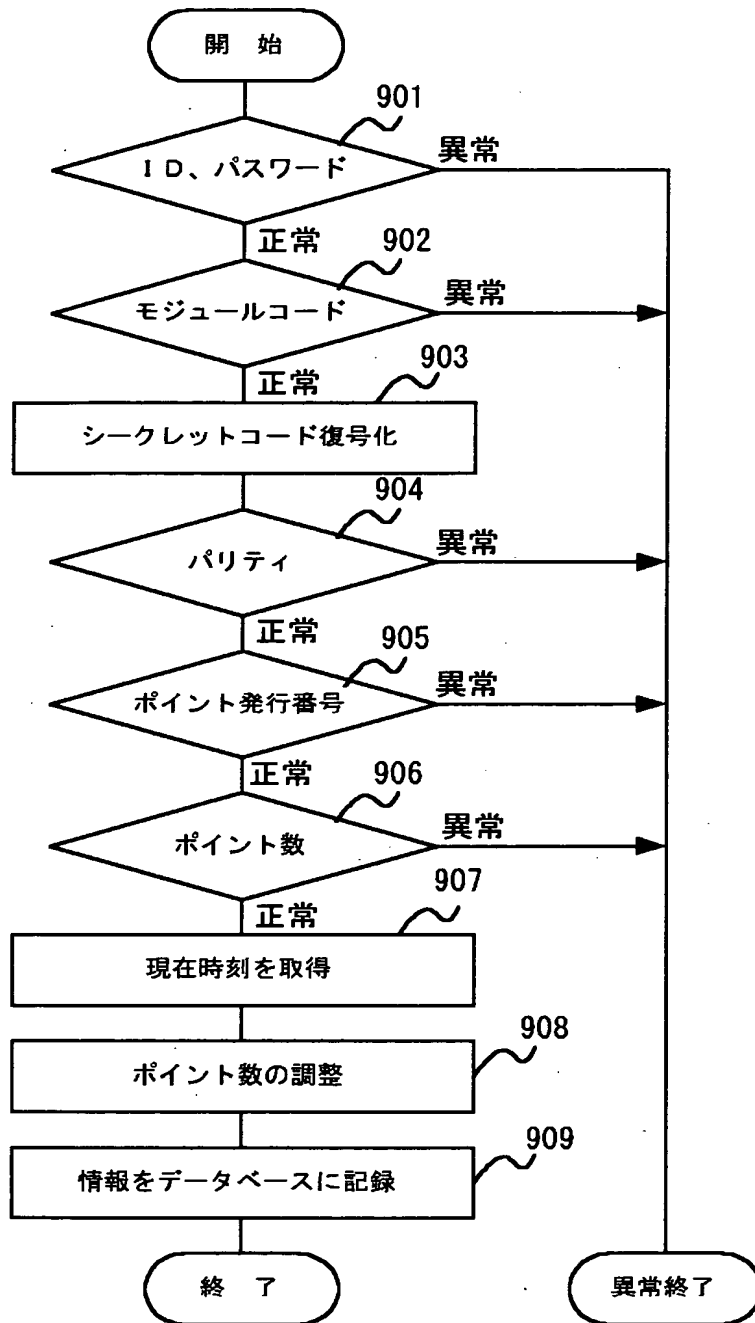 開 始
901
ID、パスワード
異常
正常
902
モジュールコード
異常
正常
903
シークレットコード復号化
904
パリティ
異常
正常
905
ポイント発行番号
異常
正常
906
ポイント数
異常
正常
907
現在時刻を取得
908
ポイント数の調整
909
情報をデータベースに記録
終 了
異常終了